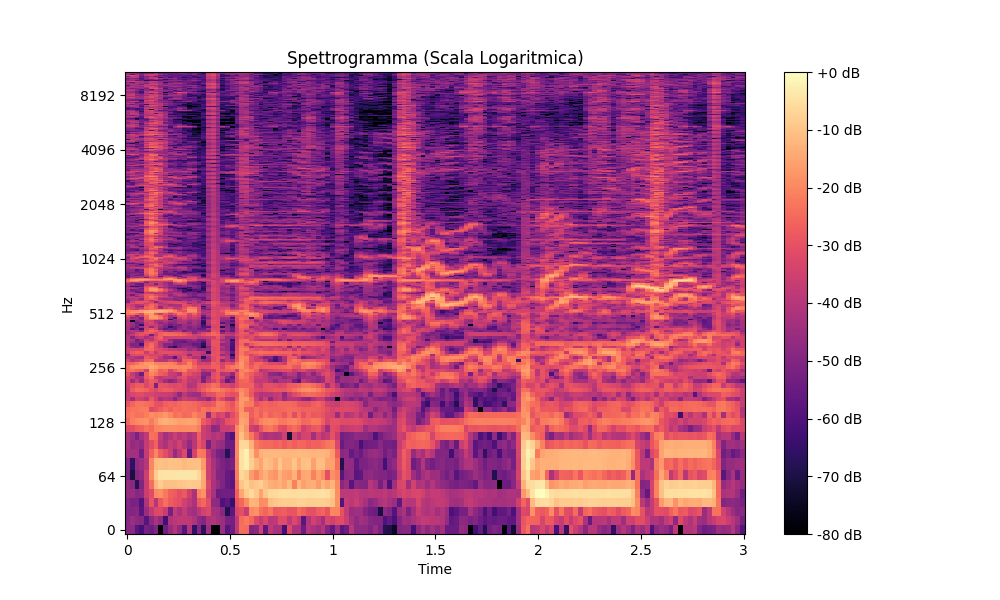 Spettrogramma (Scala Logaritmica)
Hz
8192
4096
2048
1024
512
256
128
64
0
0
0.5
1
1.5
2
2.5
3
Time
+0 dB
-10 dB
-20 dB
-30 dB
-40 dB
-50 dB
-60 dB
-70 dB
-80 dB